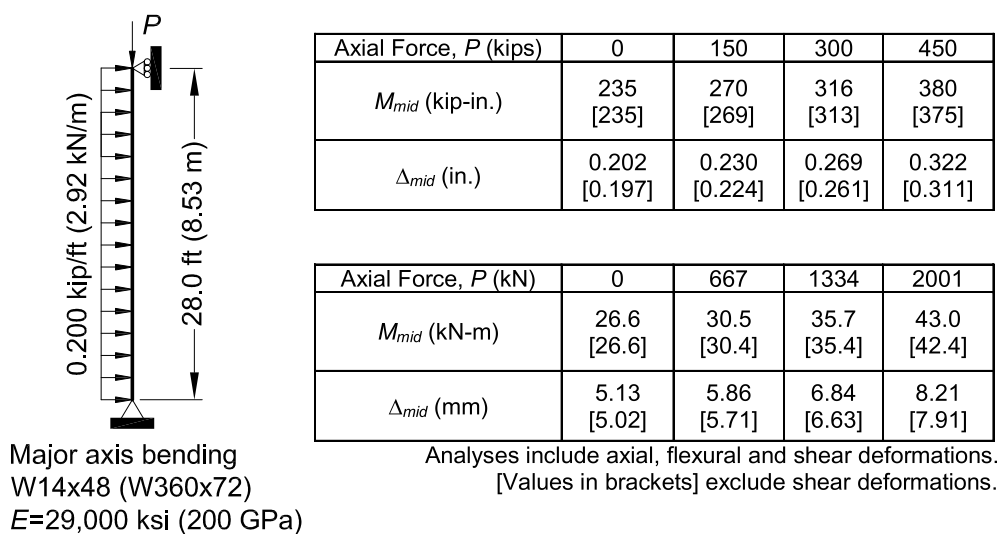 P
0.200 kip/ft (2.92 kN/m)
28.0 ft (8.53 m)
Major axis bending
W14x48 (W360x72)
E=29,000 ksi (200 GPa)
Axial Force, P (kips) 0 150 300 450
Mmid (kip-in.) 235 270 316 380
[235] [269] [313] [375]
Δmid (in.) 0.202 0.230 0.269 0.322
[0.197] [0.224] [0.261] [0.311]
Axial Force, P (kN) 0 667 1334 2001
Mmid (kN-m) 26.6 30.5 35.7 43.0
[26.6] [30.4] [35.4] [42.4]
Δmid (mm) 5.13 5.86 6.84 8.21
[5.02] [5.71] [6.63] [7.91]
Analyses include axial, flexural and shear deformations.
[Values in brackets] exclude shear deformations.